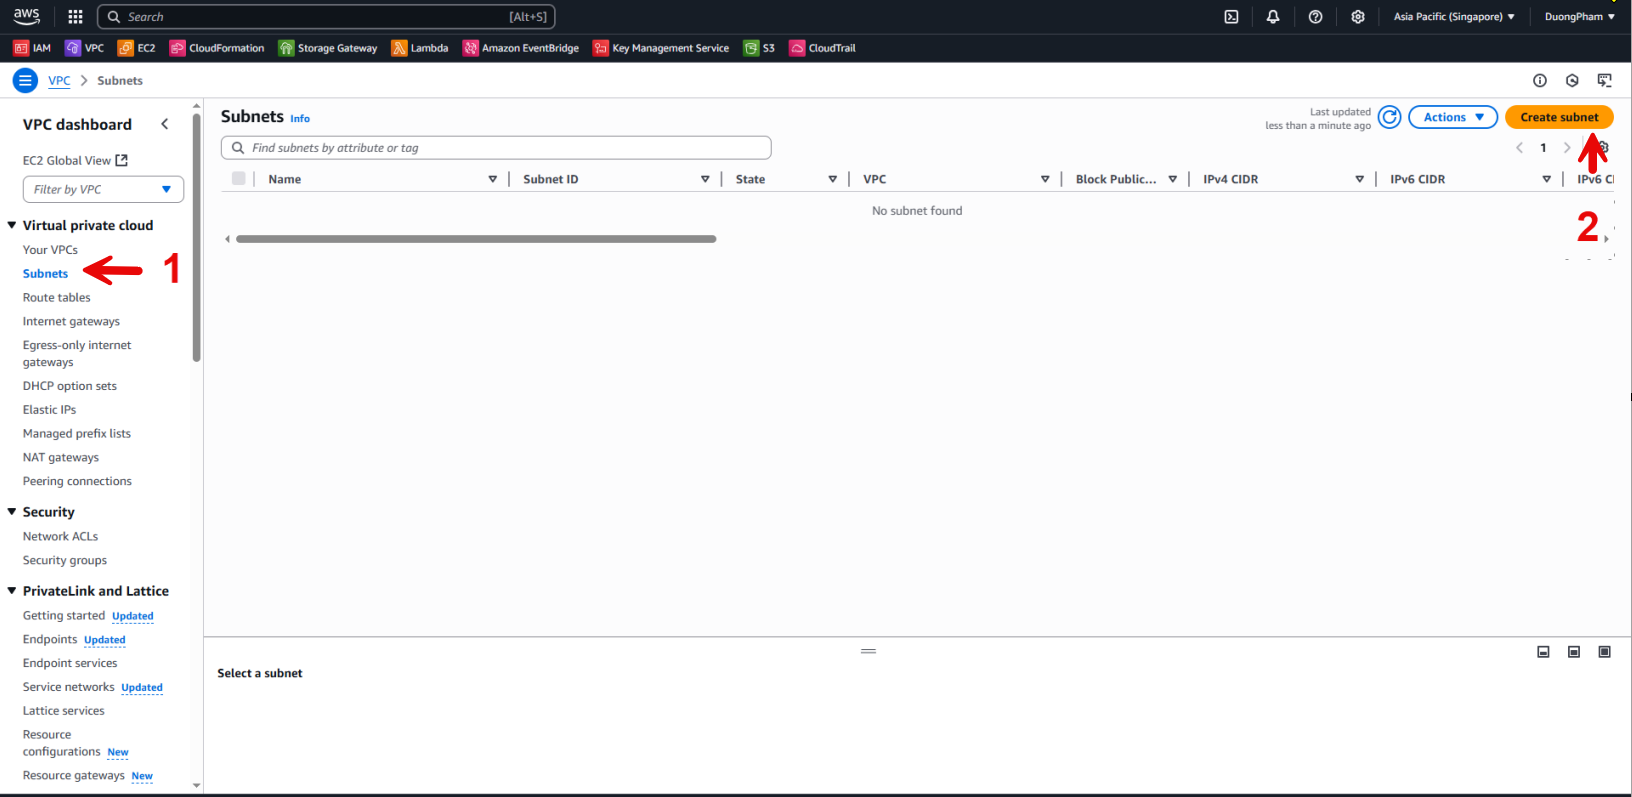 aws
Search [Alt+S]
Asia Pacific (Singapore) DuongPham
IAM VPC EC2 CloudFormation Storage Gateway Lambda Amazon EventBridge Key Management Service S3 CloudTrail
VPC > Subnets
VPC dashboard
EC2 Global View
Filter by VPC
Virtual private cloud
Your VPCs
Subnets
1
Route tables
Internet gateways
Egress-only internet
gateways
DHCP option sets
Elastic IPs
Managed prefix lists
NAT gateways
Peering connections
Security
Network ACLs
Security groups
PrivateLink and Lattice
Getting started Updated
Endpoints Updated
Endpoint services
Service networks Updated
Lattice services
Resource
configurations New
Resource gateways New
Subnets Info
Last updated
less than a minute ago
Actions
Create subnet
Find subnets by attribute or tag
1
Name Subnet ID State VPC Block Public... IPv4 CIDR IPv6 CIDR IPv6 CI
No subnet found
2
Select a subnet